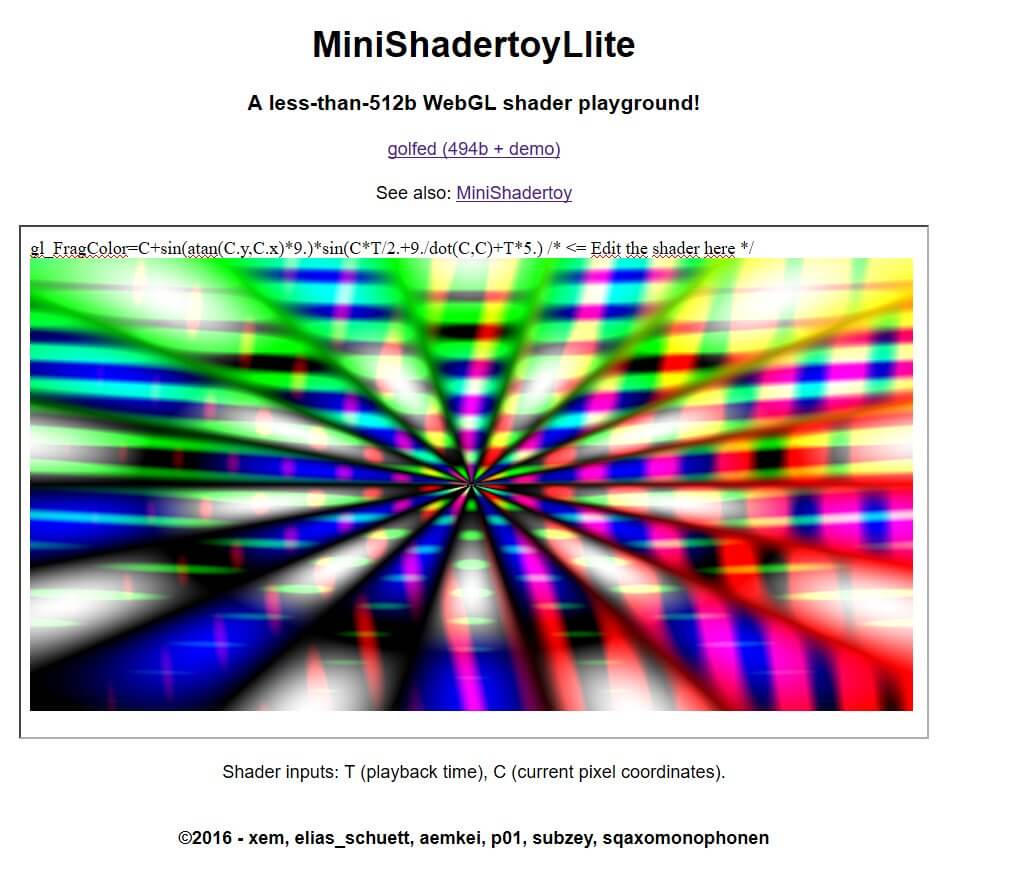 MiniShadertoyLlite
A less-than-512b WebGL shader playground!
golfed (494b + demo)
See also: MiniShadertoy
gl_FragColor=C+sin(atan(C.y,C.x)*9.)*sin(C*T/2.+9./dot(C,C)+T*5.) /* <= Edit the shader here */
Shader inputs: T (playback time), C (current pixel coordinates).
©2016 - xem, elias_schuett, aemkei, p01, subzey, sqaxomonophonen